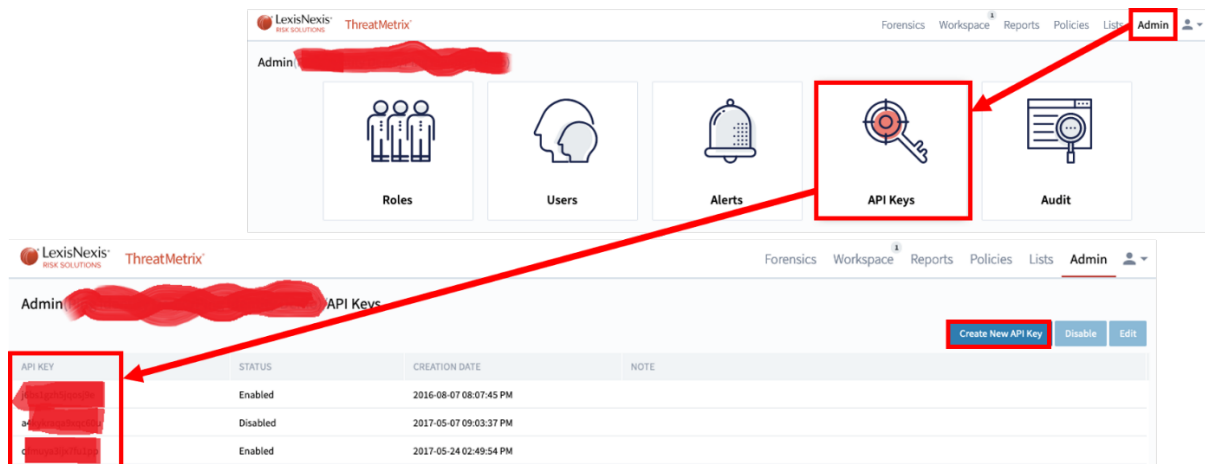 LexisNexis®
RISK SOLUTIONS
ThreatMetrix®
Forensics Workspace 1 Reports Policies Lists Admin
Admin
Roles
Users
Alerts
API Keys
Audit
LexisNexis®
RISK SOLUTIONS
ThreatMetrix®
Forensics Workspace 1 Reports Policies Lists Admin
Admin API Keys
Create New API Key Disable Edit
API KEY STATUS CREATION DATE NOTE
Enabled 2016-08-07 08:07:45 PM
Disabled 2017-05-07 09:03:37 PM
Enabled 2017-05-24 02:49:54 PM